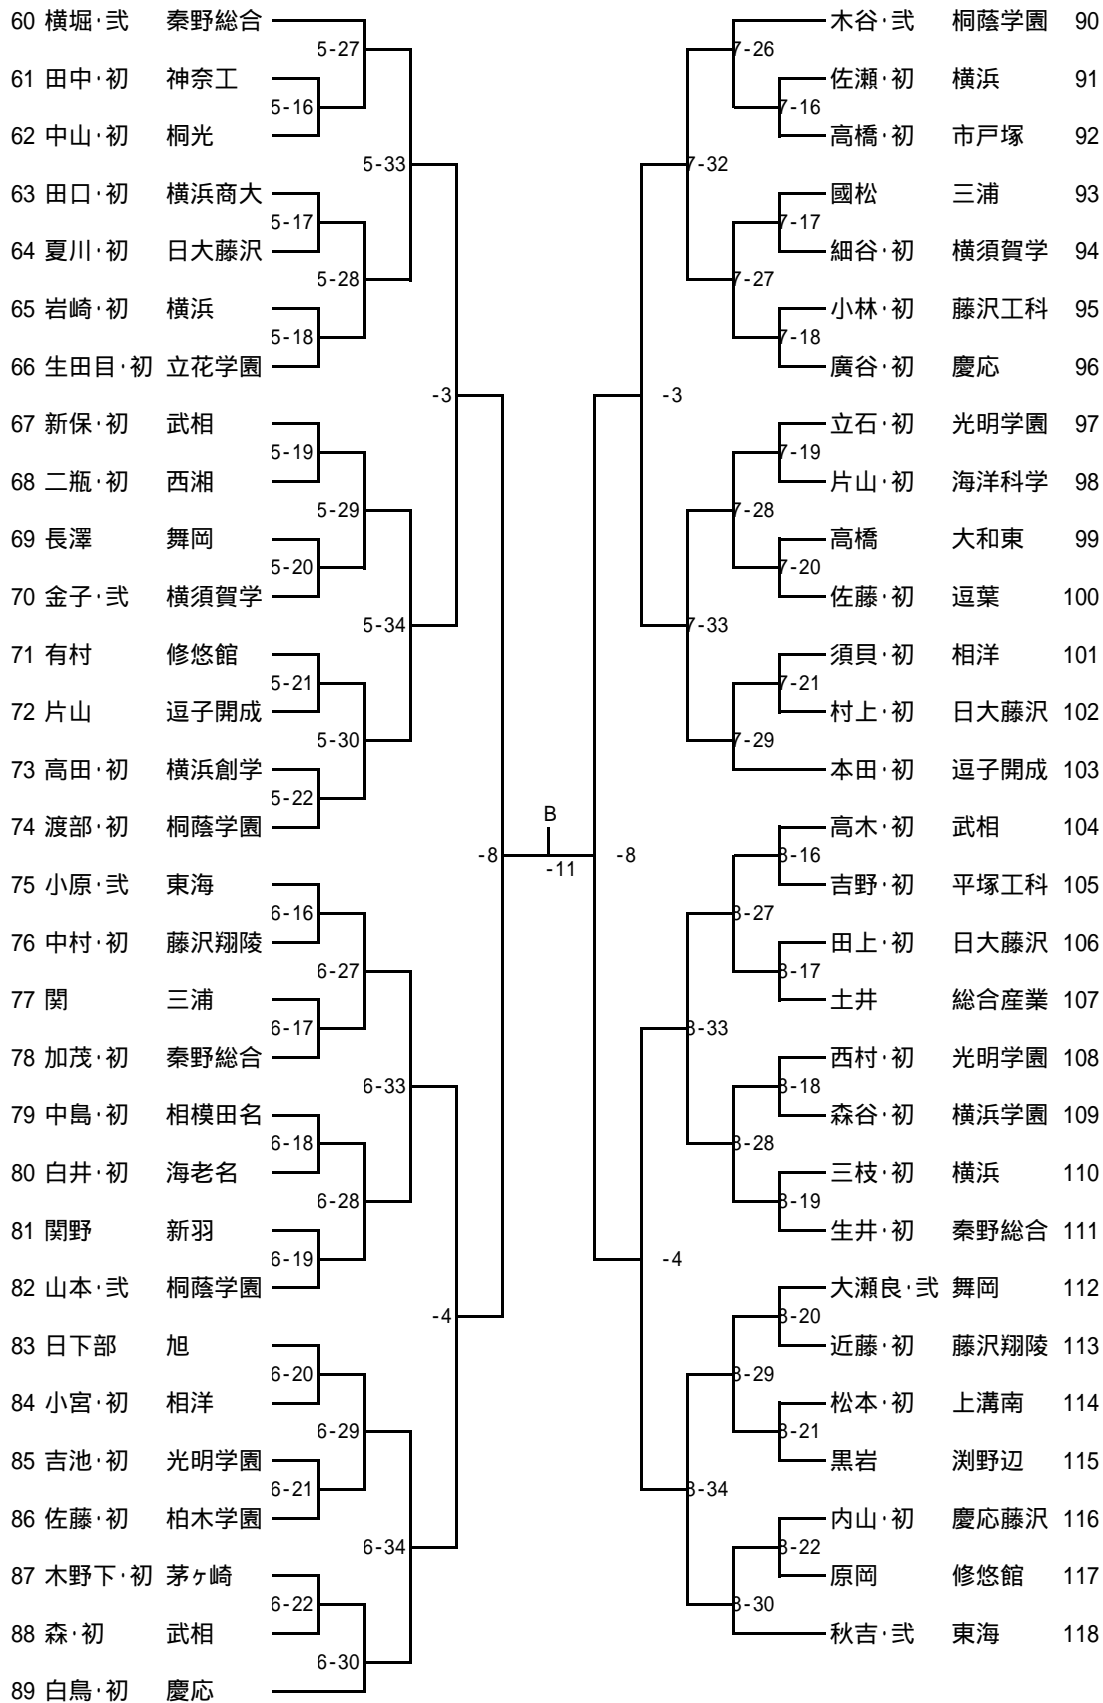 60 横堀·弐 秦野総合
5-27
61 田中·初 神奈工
5-16
62 中山·初 桐光
5-33
63 田口·初 横浜商大
5-17
64 夏川·初 日大藤沢
5-28
65 岩崎·初 横浜
5-18
66 生田目·初 立花学園
-3
67 新保·初 武相
5-19
68 二瓶·初 西湘
5-29
69 長澤 舞岡
5-20
70 金子·弐 横須賀学
5-34
71 有村 修悠館
5-21
72 片山 逗子開成
5-30
73 高田·初 横浜創学
5-22
74 渡部·初 桐蔭学園
-8
75 小原·弐 東海
6-16
76 中村·初 藤沢翔陵
6-27
77 関 三浦
6-17
78 加茂·初 秦野総合
6-33
79 中島·初 相模田名
6-18
80 白井·初 海老名
6-28
81 関野 新羽
6-19
82 山本·弐 桐蔭学園
-4
83 日下部 旭
6-20
84 小宮·初 相洋
6-29
85 吉池·初 光明学園
6-21
86 佐藤·初 柏木学園
6-34
87 木野下·初 茅ヶ崎
6-22
88 森·初 武相
6-30
89 白鳥·初 慶応
B
-11
木谷·弐 桐蔭学園 90
7-26
佐瀬·初 横浜 91
7-16
高橋·初 市戸塚 92
7-32
國松 三浦 93
7-17
細谷·初 横須賀学 94
7-27
小林·初 藤沢工科 95
7-18
廣谷·初 慶応 96
-3
立石·初 光明学園 97
7-19
片山·初 海洋科学 98
7-28
高橋 大和東 99
7-20
佐藤·初 逗葉 100
7-33
須貝·初 相洋 101
7-21
村上·初 日大藤沢 102
7-29
本田·初 逗子開成 103
高木·初 武相 104
-8
8-16
吉野·初 平塚工科 105
8-27
田上·初 日大藤沢 106
8-17
土井 総合産業 107
8-33
西村·初 光明学園 108
8-18
森谷·初 横浜学園 109
8-28
三枝·初 横浜 110
8-19
生井·初 秦野総合 111
-4
大瀬良·弐 舞岡 112
8-20
近藤·初 藤沢翔陵 113
8-29
松本·初 上溝南 114
8-21
黒岩 渕野辺 115
8-34
内山·初 慶応藤沢 116
8-22
原岡 修悠館 117
8-30
秋吉·弐 東海 118